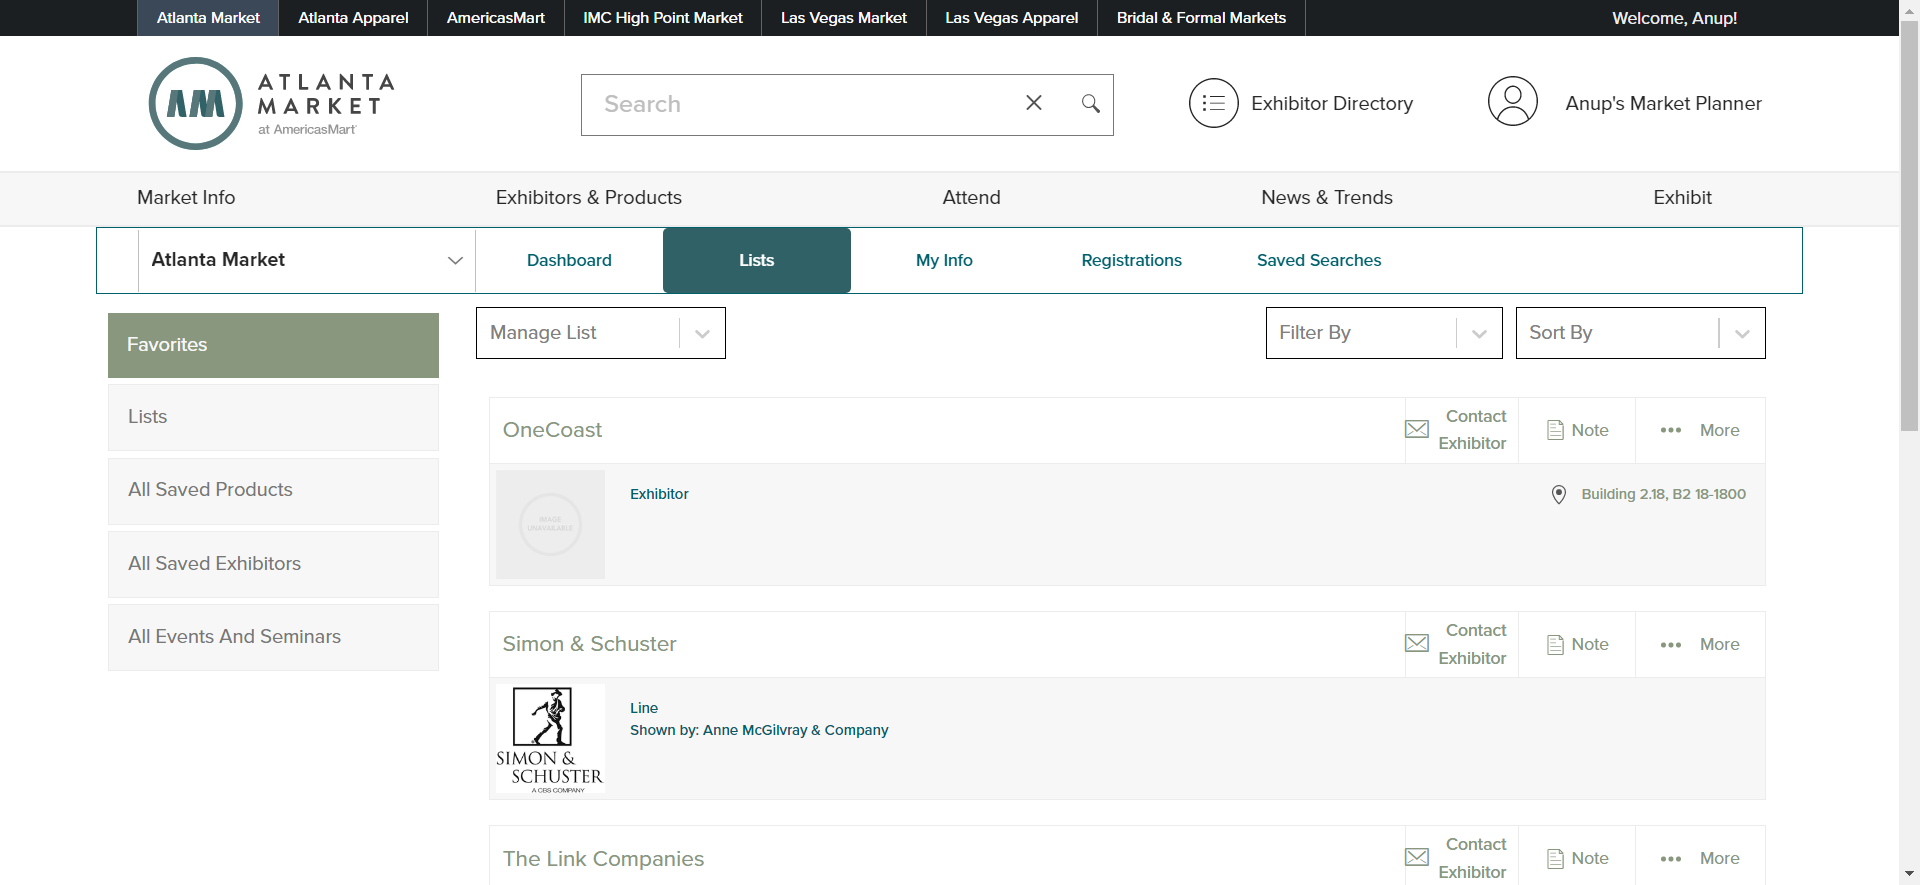 Atlanta Market
Atlanta Apparel
AmericasMart
IMC High Point Market
Las Vegas Market
Las Vegas Apparel
Bridal & Formal Markets
Welcome, Anup!
ATLANTA
MARKET
at AmericasMart
Search
Exhibitor Directory
Anup's Market Planner
Market Info
Exhibitors & Products
Attend
News & Trends
Exhibit
Atlanta Market
Dashboard
Lists
My Info
Registrations
Saved Searches
Favorites
Lists
All Saved Products
All Saved Exhibitors
All Events And Seminars
Manage List
Filter By
Sort By
OneCoast
Contact
Exhibitor
Note
More
IMAGE
UNAVAILABLE
Exhibitor
Building 2.18, B2 18-1800
Simon & Schuster
Contact
Exhibitor
Note
More
SIMON &
SCHUSTER
A CBS COMPANY
Line
Shown by: Anne McGilvray & Company
The Link Companies
Contact
Exhibitor
Note
More